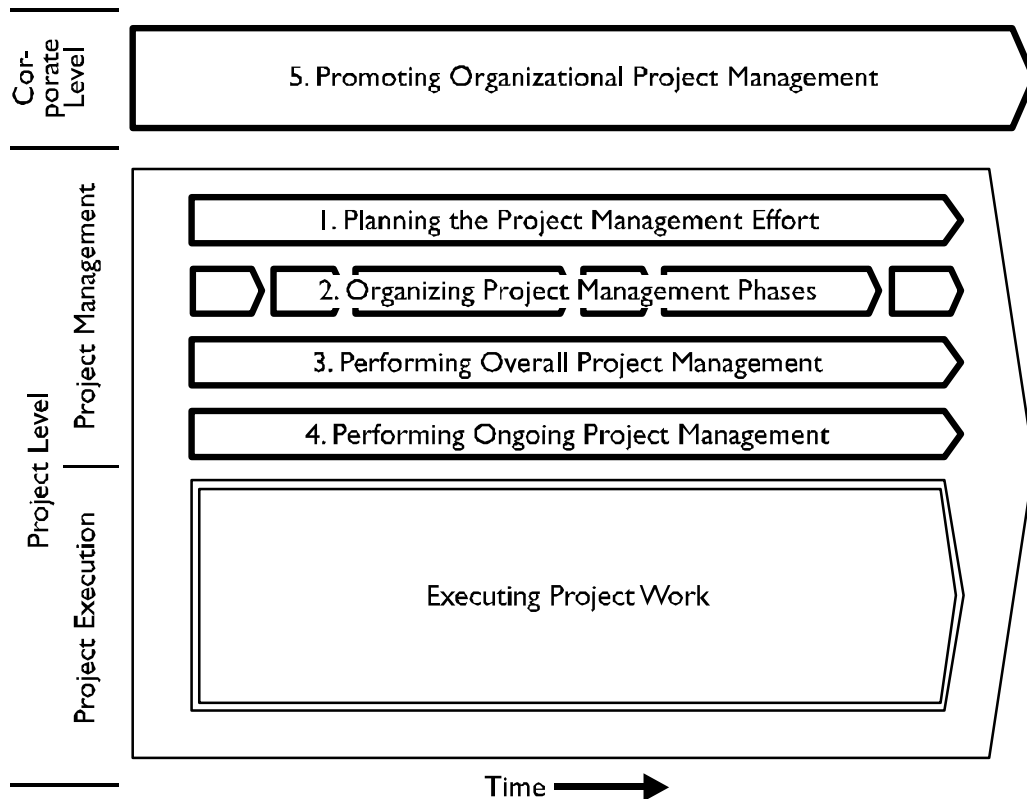 Cor-
porate
Level
5. Promoting Organizational Project Management
Project Level
Project Management
1. Planning the Project Management Effort
2. Organizing Project Management Phases
3. Performing Overall Project Management
4. Performing Ongoing Project Management
Project Execution
Executing Project Work
Time